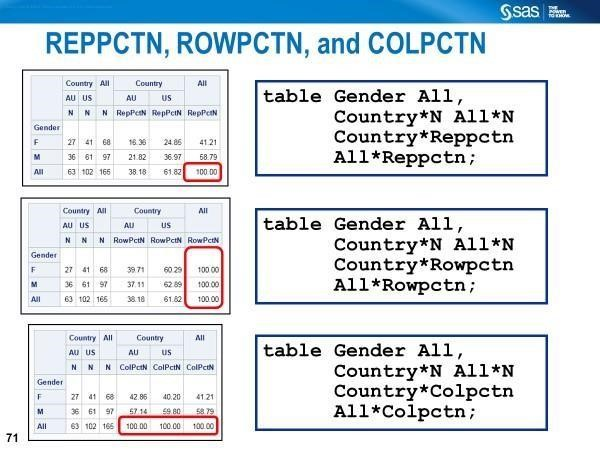 sas THE POWER TO KNOW.
REPPCTN, ROWPCTN, and COLPCTN
Country All Country All
AU US AU US
N N N RepPctN RepPctN RepPctN
Gender
F 27 41 68 16.36 24.85 41.21
M 36 61 97 21.82 36.97 58.79
All 63 102 165 38.18 61.82 100.00
table Gender All,
Country*N All*N
Country*Reppctn
All*Reppctn;
Country All Country All
AU US AU US
N N N RowPctN RowPctN RowPctN
Gender
F 27 41 68 39.71 60.29 100.00
M 36 61 97 37.11 62.89 100.00
All 63 102 165 38.18 61.82 100.00
table Gender All,
Country*N All*N
Country*Rowpctn
All*Rowpctn;
Country All Country All
AU US AU US
N N N ColPctN ColPctN ColPctN
Gender
F 27 41 68 42.86 40.20 41.21
M 36 61 97 57.14 59.80 58.79
All 63 102 165 100.00 100.00 100.00
table Gender All,
Country*N All*N
Country*Colpctn
All*Colpctn;
71